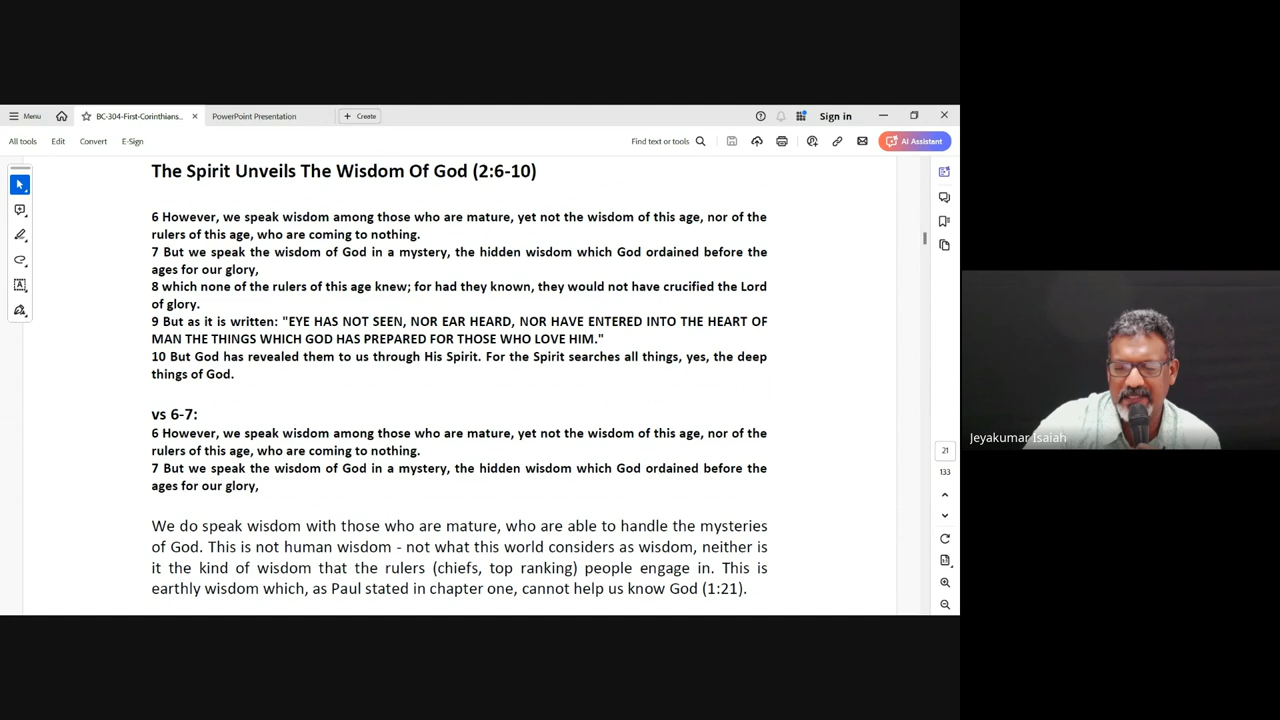 Menu
BC-304-First-Corinthians...
PowerPoint Presentation
Create
Sign in
All tools
Edit
Convert
E-Sign
Find text or tools
AI Assistant
The Spirit Unveils The Wisdom Of God (2:6-10)
6 However, we speak wisdom among those who are mature, yet not the wisdom of this age, nor of the
rulers of this age, who are coming to nothing.
7 But we speak the wisdom of God in a mystery, the hidden wisdom which God ordained before the
ages for our glory,
8 which none of the rulers of this age knew; for had they known, they would not have crucified the Lord
of glory.
9 But as it is written: "EYE HAS NOT SEEN, NOR EAR HEARD, NOR HAVE ENTERED INTO THE HEART OF
MAN THE THINGS WHICH GOD HAS PREPARED FOR THOSE WHO LOVE HIM."
10 But God has revealed them to us through His Spirit. For the Spirit searches all things, yes, the deep
things of God.
vs 6-7:
6 However, we speak wisdom among those who are mature, yet not the wisdom of this age, nor of the
rulers of this age, who are coming to nothing.
7 But we speak the wisdom of God in a mystery, the hidden wisdom which God ordained before the
ages for our glory,
We do speak wisdom with those who are mature, who are able to handle the mysteries
of God. This is not human wisdom - not what this world considers as wisdom, neither is
it the kind of wisdom that the rulers (chiefs, top ranking) people engage in. This is
earthly wisdom which, as Paul stated in chapter one, cannot help us know God (1:21).
21
133
Jeyakumar Isaiah